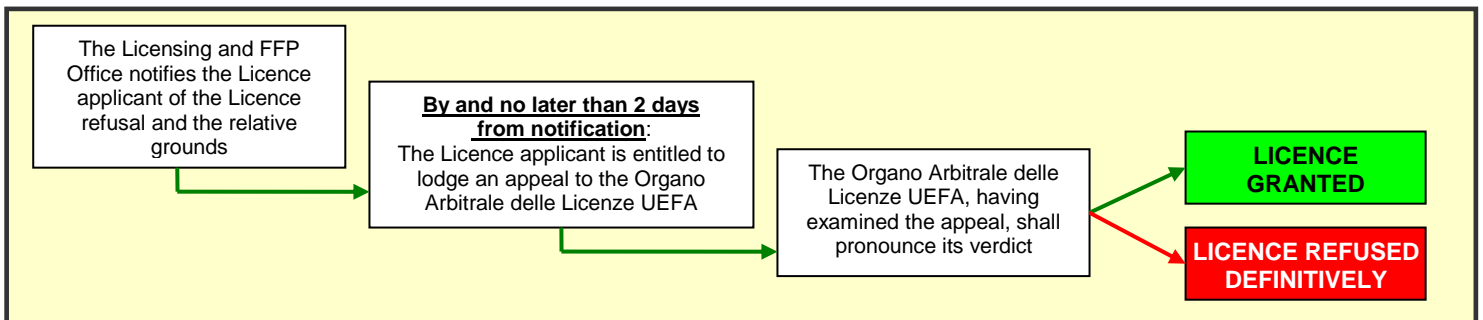 The Licensing and FFP
Office notifies the Licence
applicant of the Licence
refusal and the relative
grounds
By and no later than 2 days
from notification:
The Licence applicant is entitled to
lodge an appeal to the Organo
Arbitrale delle Licenze UEFA
The Organo Arbitrale delle
Licenze UEFA, having
examined the appeal, shall
pronounce its verdict
LICENCE
GRANTED
LICENCE REFUSED
DEFINITIVELY